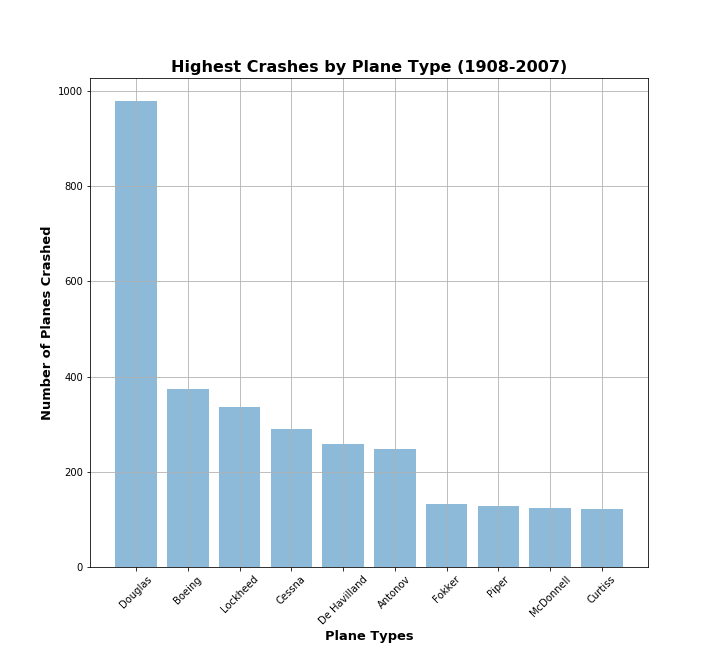 Highest Crashes by Plane Type (1908-2007)
Number of Planes Crashed
1000
800
600
400
200
0
Douglas
Boeing
Lockheed
Cessna
De Havilland
Antonov
Fokker
Piper
McDonnell
Curtiss
Plane Types